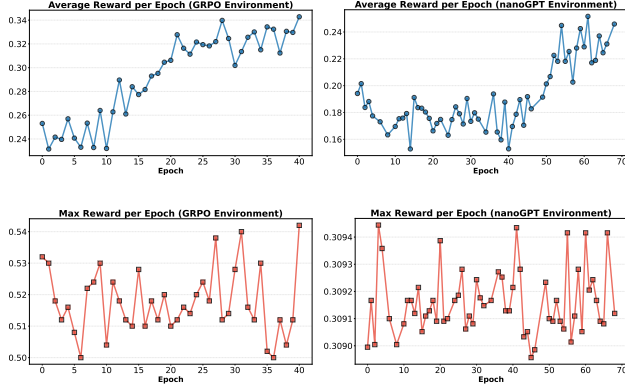 Average Reward per Epoch (GRPO Environment)
0.34
0.32
0.30
0.28
0.26
0.24
0 5 10 15 20 25 30 35 40
Epoch
Average Reward per Epoch (nanoGPT Environment)
0.24
0.22
0.20
0.18
0.16
0 10 20 30 40 50 60 70
Epoch
Max Reward per Epoch (GRPO Environment)
0.54
0.53
0.52
0.51
0.50
0 5 10 15 20 25 30 35 40
Epoch
Max Reward per Epoch (nanoGPT Environment)
0.3094
0.3093
0.3092
0.3091
0.3090
0 10 20 30 40 50 60 70
Epoch